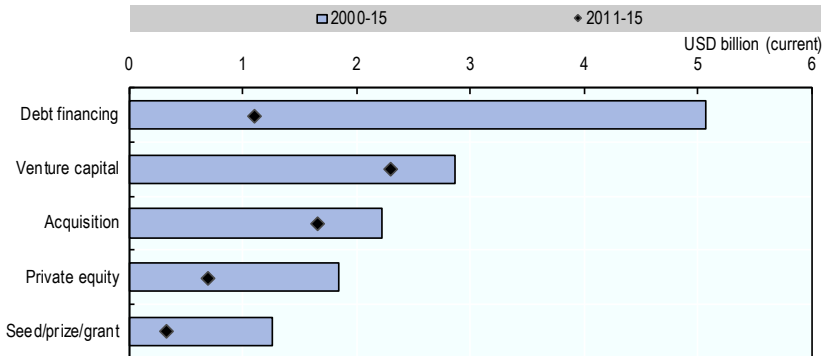 2000-15 2011-15
USD billion (current)
0 1 2 3 4 5 6
Debt financing
Venture capital
Acquisition
Private equity
Seed/prize/grant